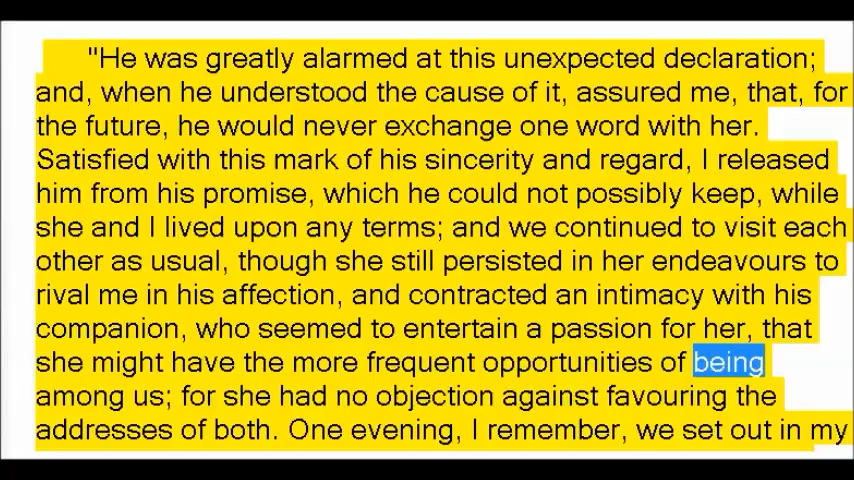 "He was greatly alarmed at this unexpected declaration;
and, when he understood the cause of it, assured me, that, for
the future, he would never exchange one word with her.
Satisfied with this mark of his sincerity and regard, I released
him from his promise, which he could not possibly keep, while
she and I lived upon any terms; and we continued to visit each
other as usual, though she still persisted in her endeavours to
rival me in his affection, and contracted an intimacy with his
companion, who seemed to entertain a passion for her, that
she might have the more frequent opportunities of being
among us; for she had no objection against favouring the
addresses of both. One evening, I remember, we set out in my